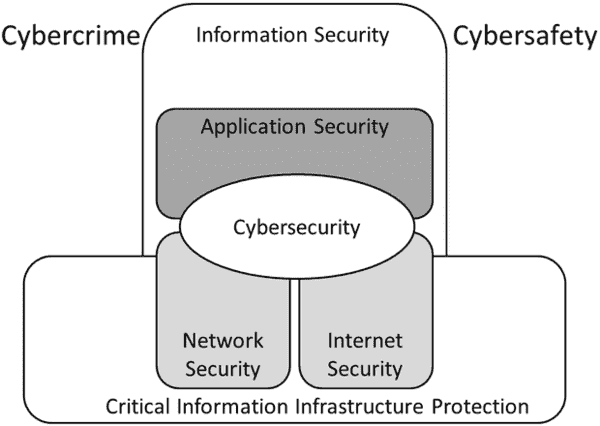 Cybercrime
Information Security
Cybersafety
Application Security
Cybersecurity
Network
Security
Internet
Security
Critical Information Infrastructure Protection